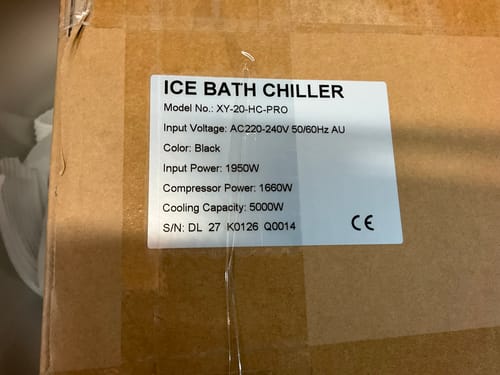 ICE BATH CHILLER
Model No.: XY-20-HC-PRO
Input Voltage: AC220-240V 50/60Hz AU
Color: Black
Input Power: 1950W
Compressor Power: 1660W
Cooling Capacity: 5000W
S/N: DL 27 K0126 Q0014
CE